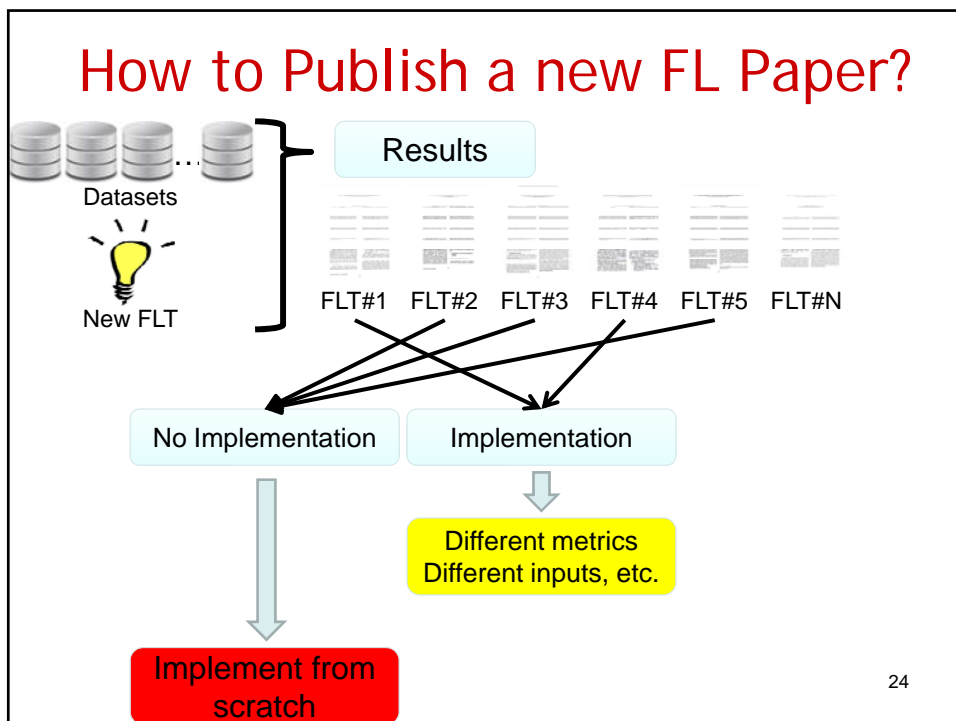 How to Publish a new FL Paper?
Results
...
Datasets
New FLT
FLT#1 FLT#2 FLT#3 FLT#4 FLT#5 FLT#N
No Implementation
Implementation
Different metrics
Different inputs, etc.
Implement from
scratch
24